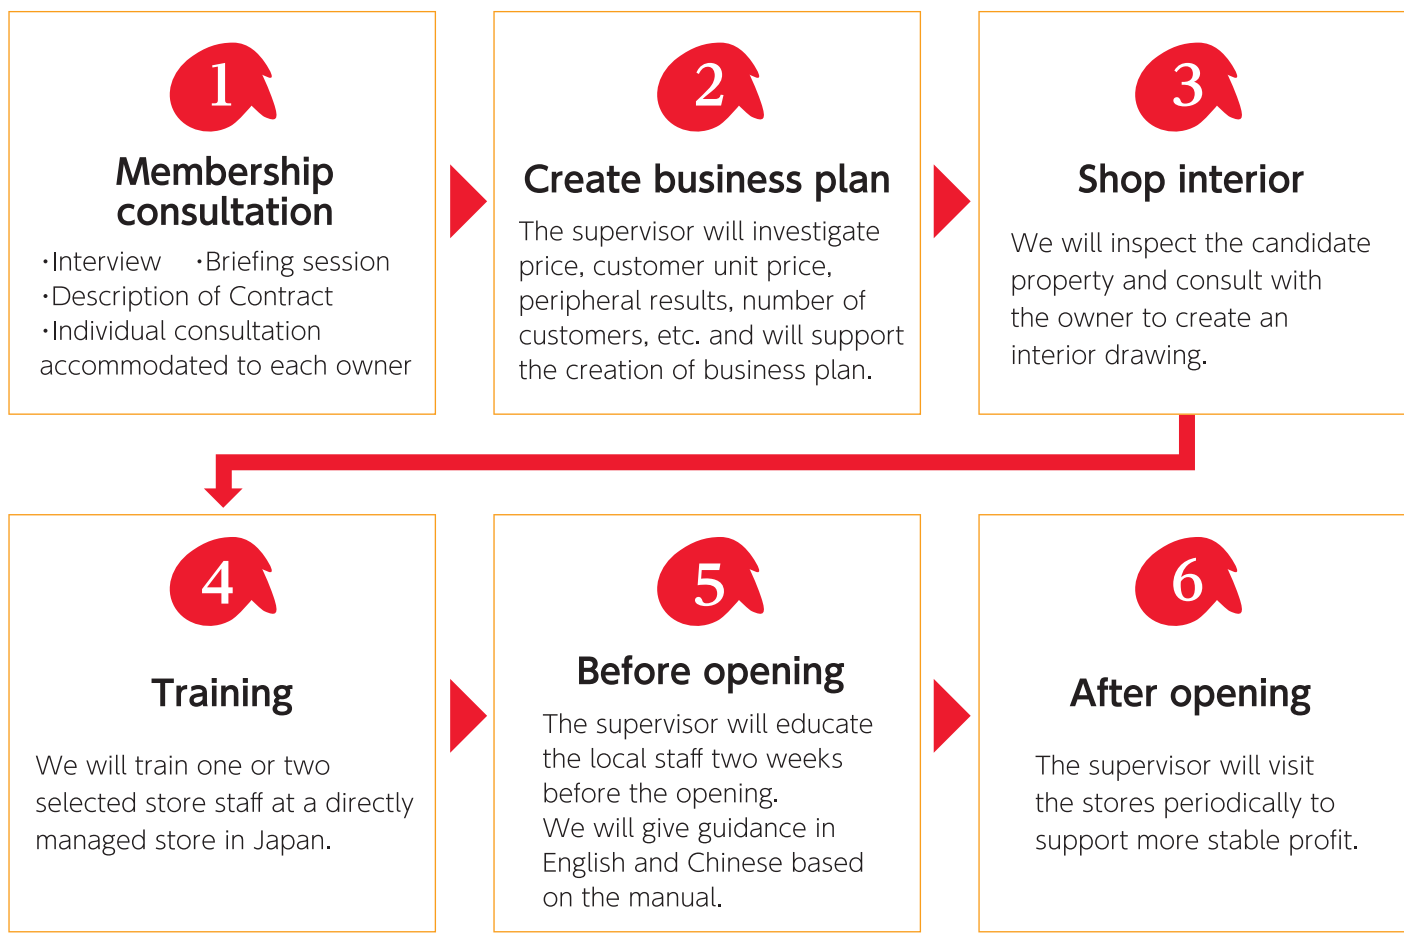 1
Membership
consultation
・Interview ・Briefing session
・Description of Contract
・Individual consultation
accommodated to each owner
2
Create business plan
The supervisor will investigate
price, customer unit price,
peripheral results, number of
customers, etc. and will support
the creation of business plan.
3
Shop interior
We will inspect the candidate
property and consult with
the owner to create an
interior drawing.
4
Training
We will train one or two
selected store staff at a directly
managed store in Japan.
5
Before opening
The supervisor will educate
the local staff two weeks
before the opening.
We will give guidance in
English and Chinese based
on the manual.
6
After opening
The supervisor will visit
the stores periodically to
support more stable profit.